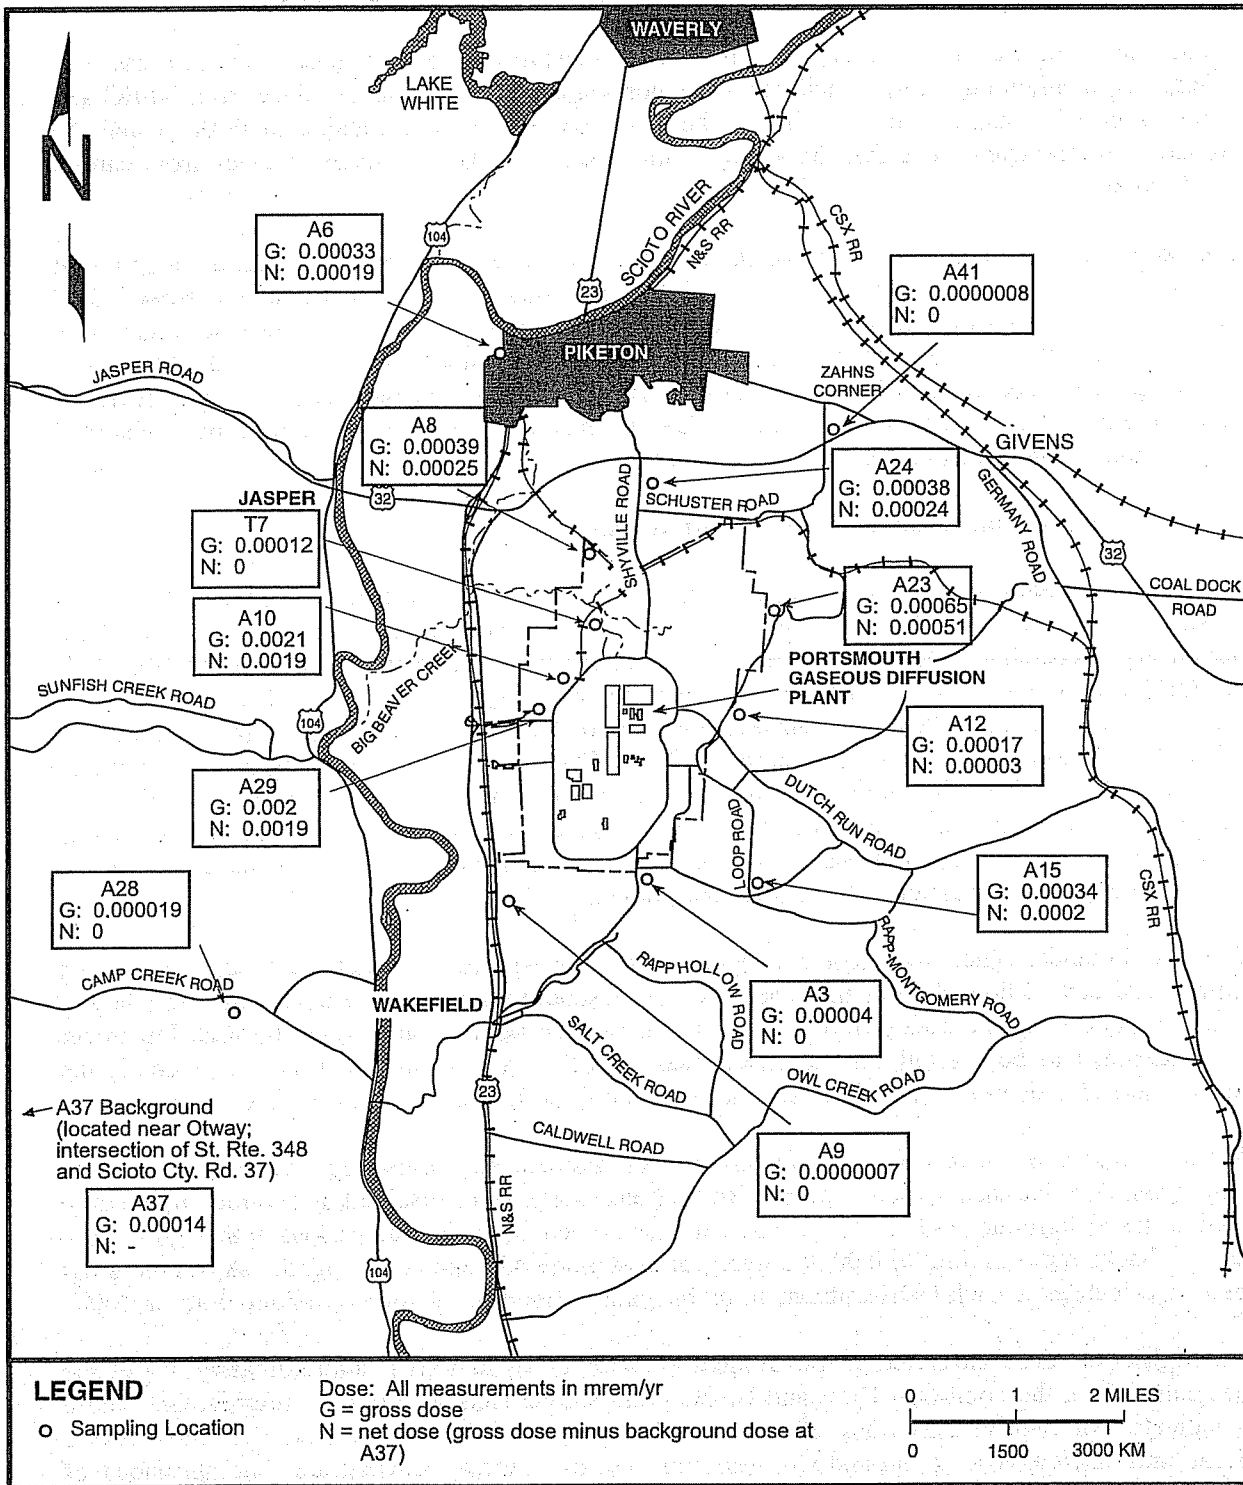 WAVERLY
LAKE
WHITE
N
SCIOTO RIVER
N&S RR
CSX RR
104
A6
G: 0.00033
N: 0.00019
23
A41
G: 0.0000008
N: 0
PIKETON
JASPER ROAD
ZAHNS
CORNER
A8
G: 0.00039
N: 0.00025
GIVENS
A24
G: 0.00038
N: 0.00024
32
JASPER
SHYVILLE ROAD
SCHUSTER ROAD
GERMANY ROAD
T7
G: 0.00012
N: 0
32
A23
G: 0.00065
N: 0.00051
COAL DOCK
ROAD
A10
G: 0.0021
N: 0.0019
PORTSMOUTH
GASEOUS DIFFUSION
PLANT
SUNFISH CREEK ROAD
104
BIG BEAVER CREEK
A12
G: 0.00017
N: 0.00003
A29
G: 0.002
N: 0.0019
LOOP ROAD
DUTCH RUN ROAD
A28
G: 0.000019
N: 0
A15
G: 0.00034
N: 0.0002
CSX RR
CAMP CREEK ROAD
WAKEFIELD
RAPP HOLLOW ROAD
RAPP-MONTGOMERY ROAD
A3
G: 0.00004
N: 0
SALT CREEK ROAD
OWL CREEK ROAD
23
A37 Background
(located near Otway;
intersection of St. Rte. 348
and Scioto Cty. Rd. 37)
CALDWELL ROAD
A9
G: 0.0000007
N: 0
A37
G: 0.00014
N: -
N&S RR
104
LEGEND
Sampling Location
Dose: All measurements in mrem/yr
G = gross dose
N = net dose (gross dose minus background dose at
A37)
0 1 2 MILES
0 1500 3000 KM